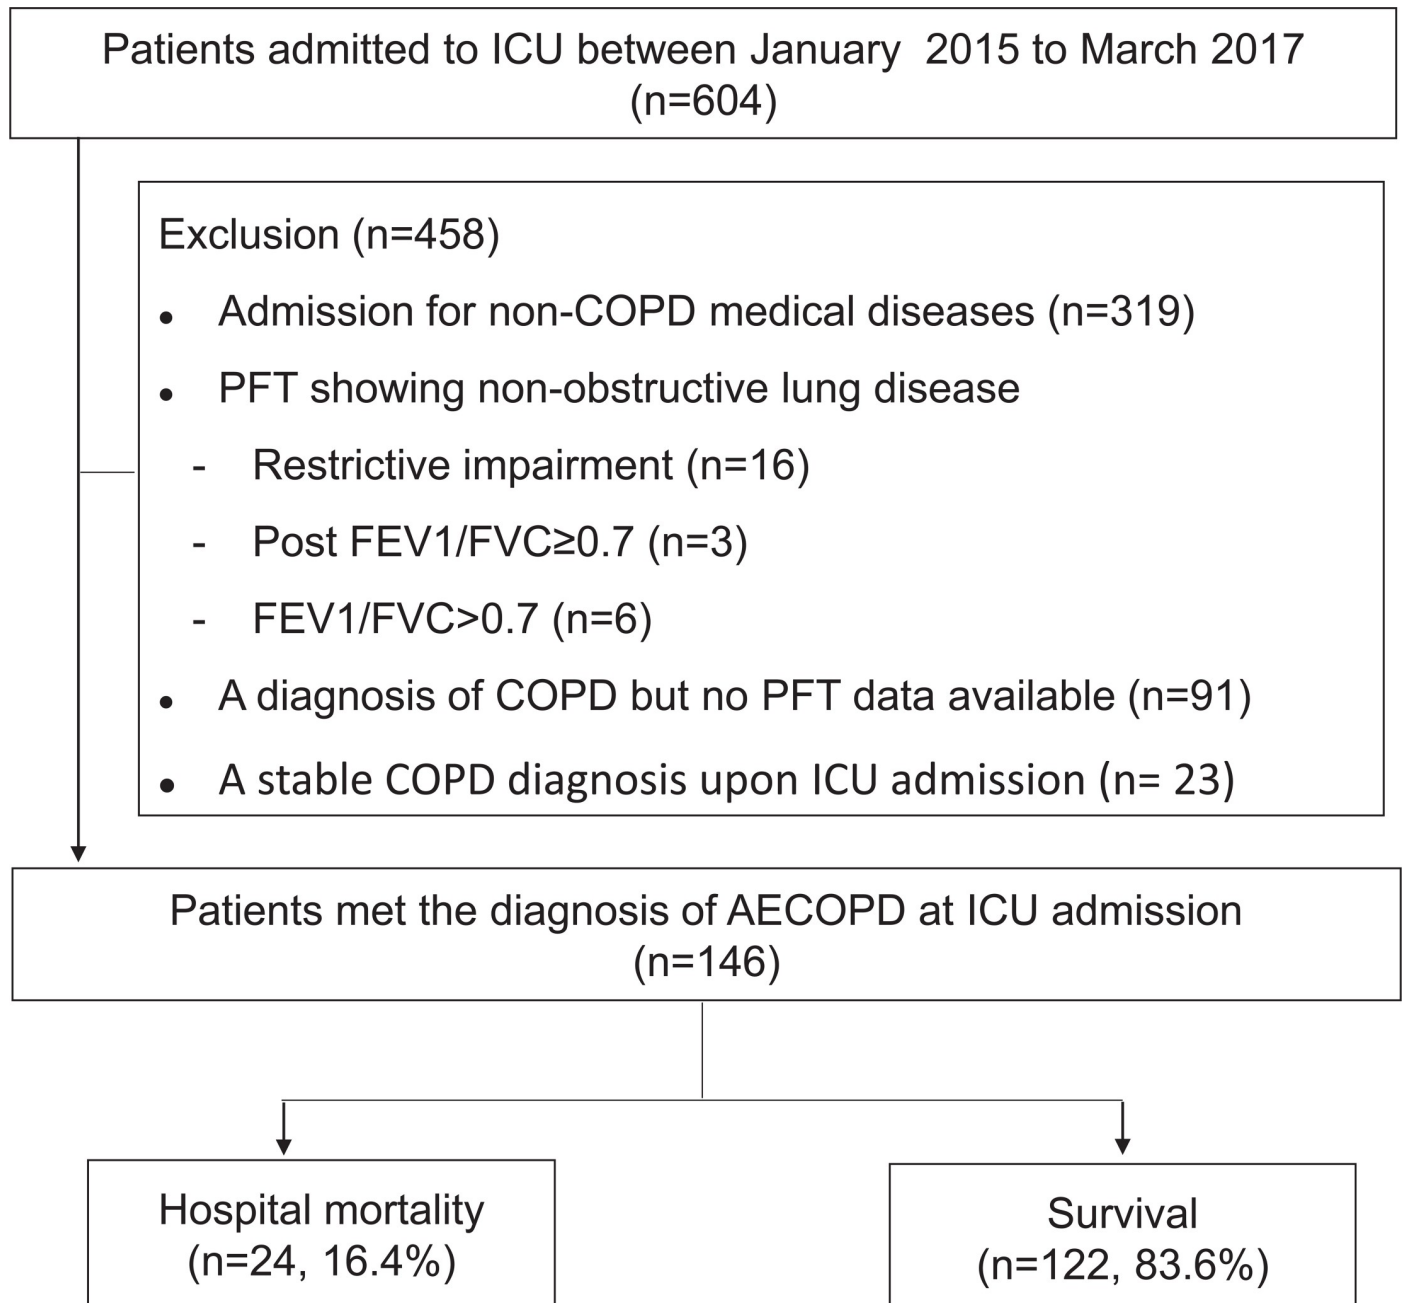 Patients admitted to ICU between January  2015 to March 2017
(n=604)
Exclusion (n=458)
• Admission for non-COPD medical diseases (n=319)
• PFT showing non-obstructive lung disease
- Restrictive impairment (n=16)
- Post FEV1/FVC≥0.7 (n=3)
- FEV1/FVC>0.7 (n=6)
• A diagnosis of COPD but no PFT data available (n=91)
• A stable COPD diagnosis upon ICU admission (n= 23)
Patients met the diagnosis of AECOPD at ICU admission
(n=146)
Hospital mortality
(n=24, 16.4%)
Survival
(n=122, 83.6%)